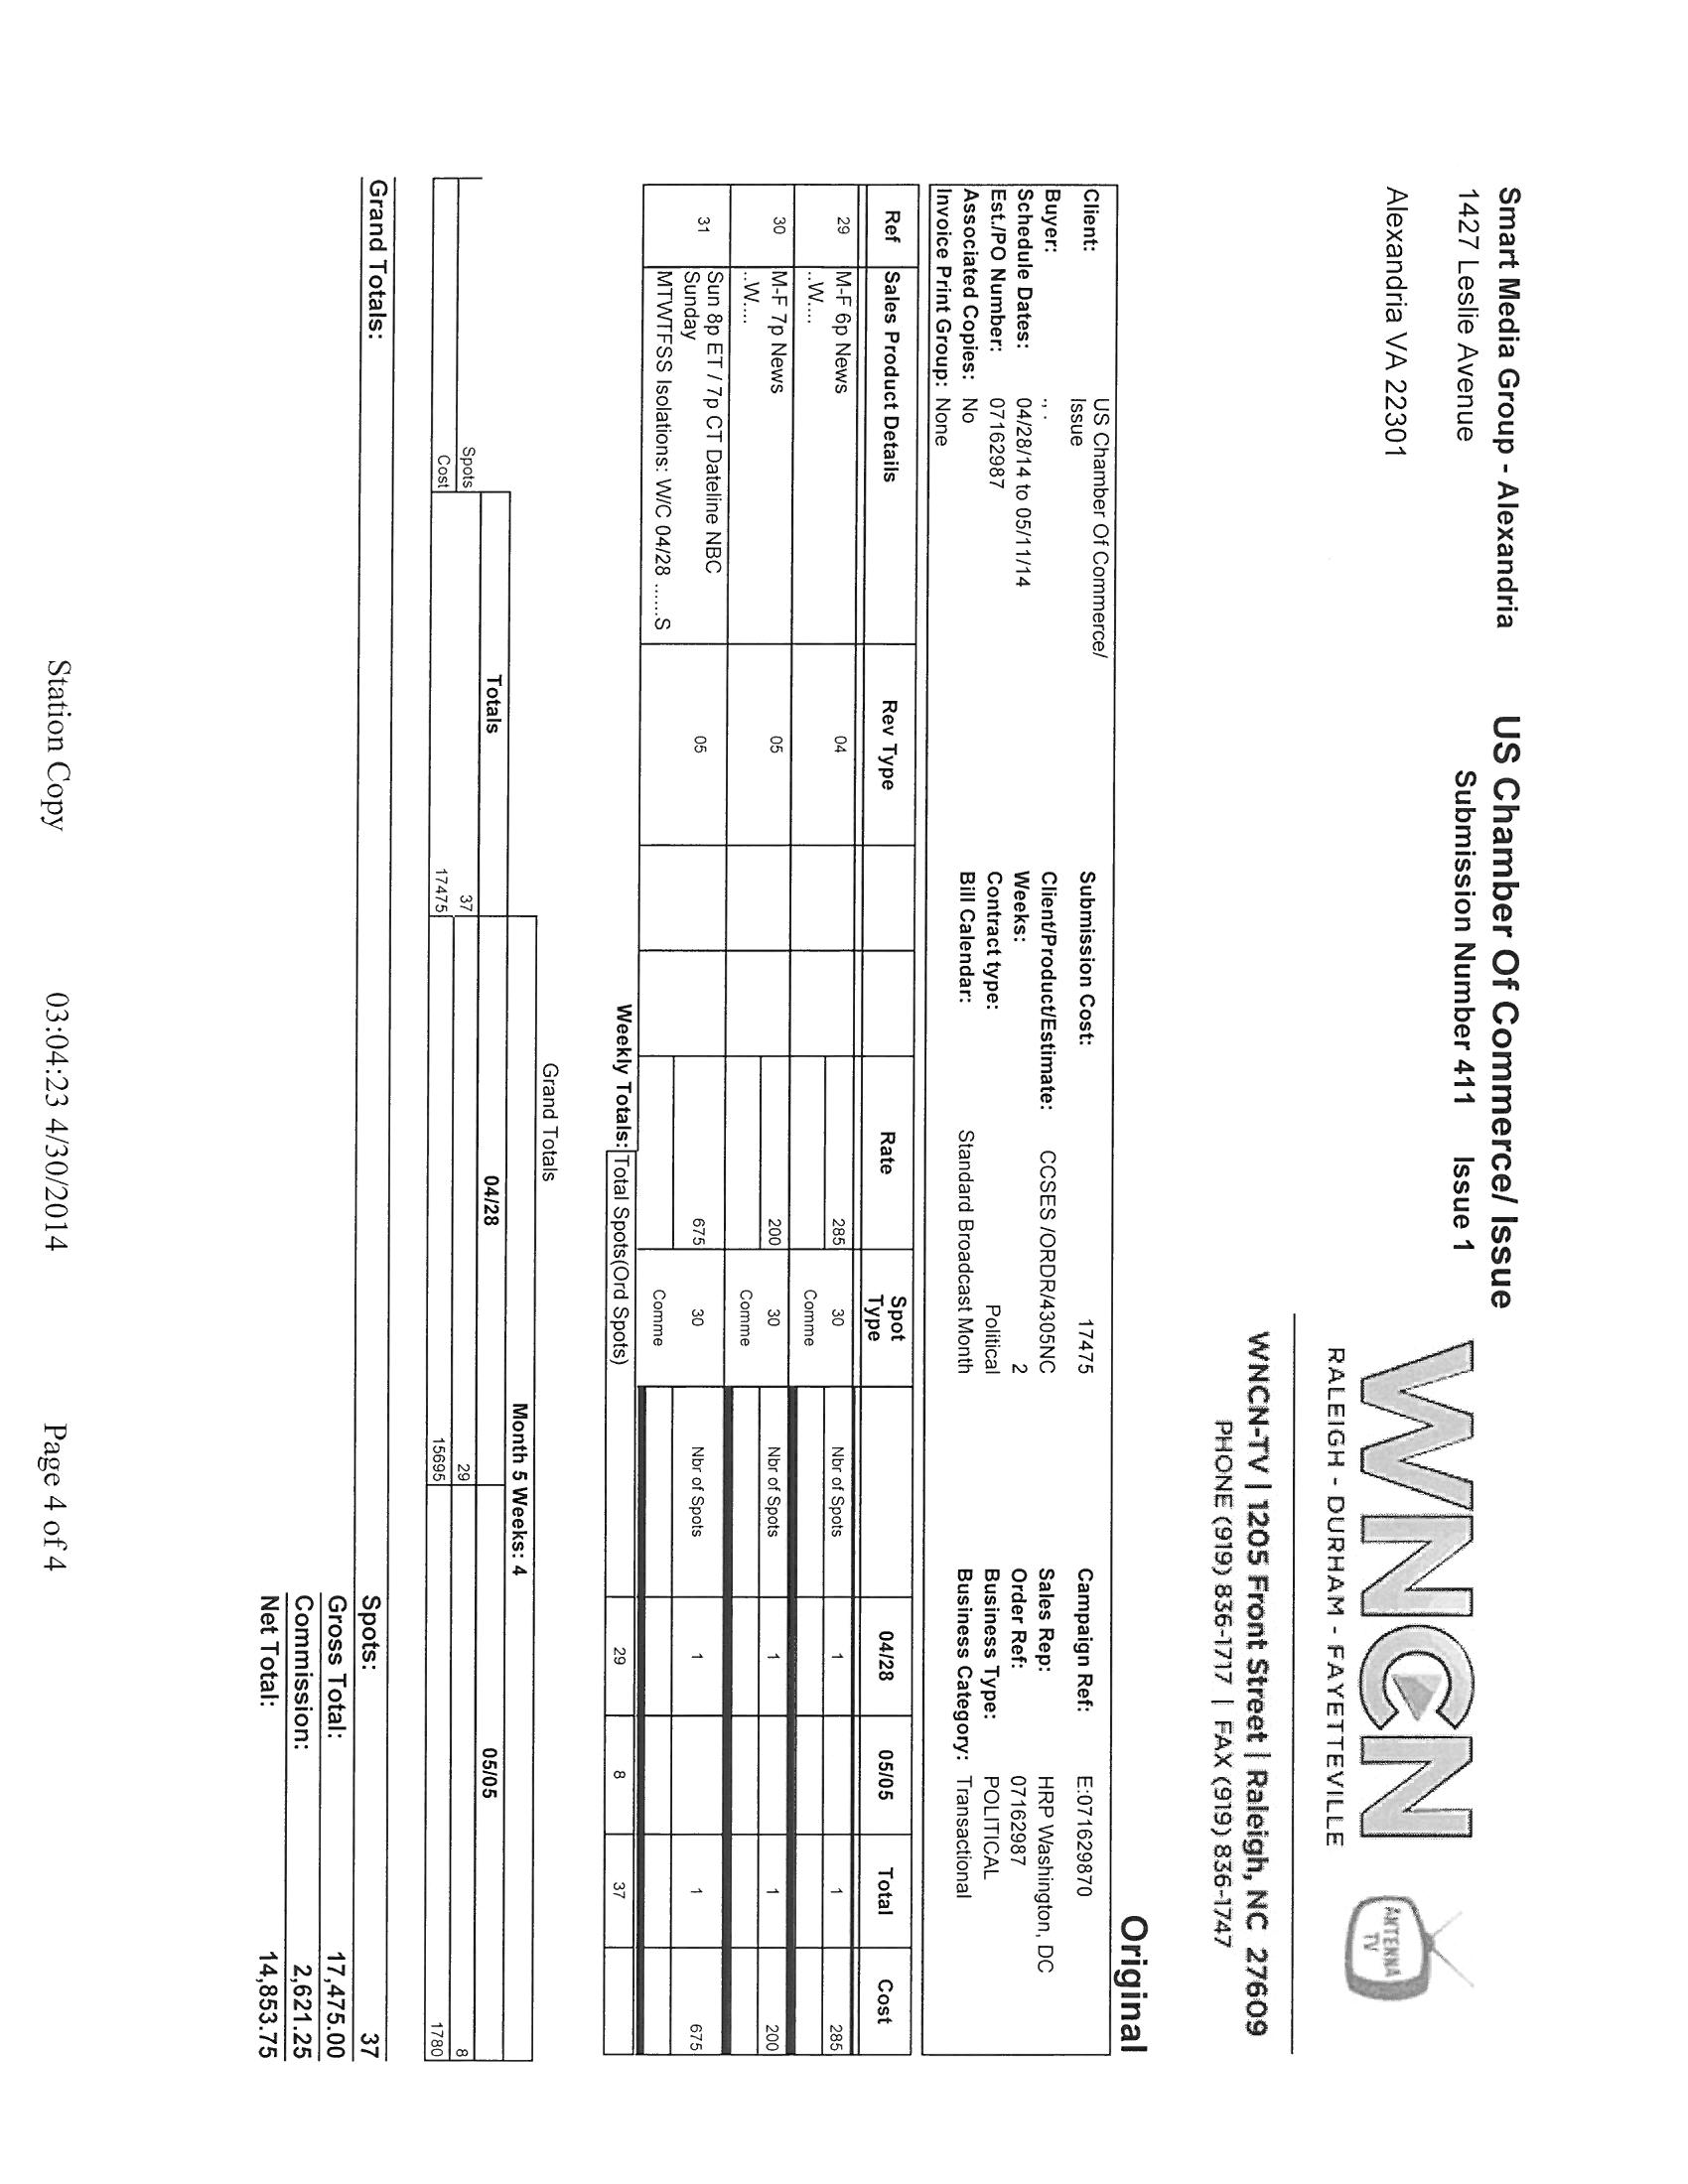 Smart Media Group - Alexandria
1427 Leslie Avenue
Alexandria VA 22301
US Chamber Of Commerce/ Issue
Submission Number 411 Issue 1
WNCN
RALEIGH - DURHAM - FAYETTEVILLE
ANTENNA
TV
WNCN-TV | 1205 Front Street | Raleigh, NC 27609
PHONE (919) 836-1717 | FAX (919) 836-1747
Original
Client: US Chamber Of Commerce/
Issue
Buyer: ., .
Schedule Dates: 04/28/14 to 05/11/14
Est./PO Number: 07162987
Associated Copies: No
Invoice Print Group: None
Submission Cost: 17475
Client/Product/Estimate: CCSES /ORDR/4305NC
Weeks: 2
Contract type: Political
Bill Calendar: Standard Broadcast Month
Campaign Ref: E:071629870
Sales Rep: HRP Washington, DC
Order Ref: 07162987
Business Type: POLITICAL
Business Category: Transactional
Ref Sales Product Details Rev Type Rate Spot Type 04/28 05/05 Total Cost
29 M-F 6p News 04 285 30 Nbr of Spots 1 1 285
..W.... Comme
30 M-F 7p News 05 200 30 Nbr of Spots 1 1 200
..W.... Comme
31 Sun 8p ET / 7p CT Dateline NBC 05 675 30 Nbr of Spots 1 1 675
Sunday
MTWTFSS Isolations: W/C 04/28 ......S Comme
Weekly Totals: Total Spots(Ord Spots) 29 8 37
Grand Totals
Month 5 Weeks: 4
Totals 04/28 05/05
Spots 37 29 8
Cost 17475 15695 1780
Grand Totals: Spots: 37
Gross Total: 17,475.00
Commission: 2,621.25
Net Total: 14,853.75
Station Copy 03:04:23 4/30/2014 Page 4 of 4